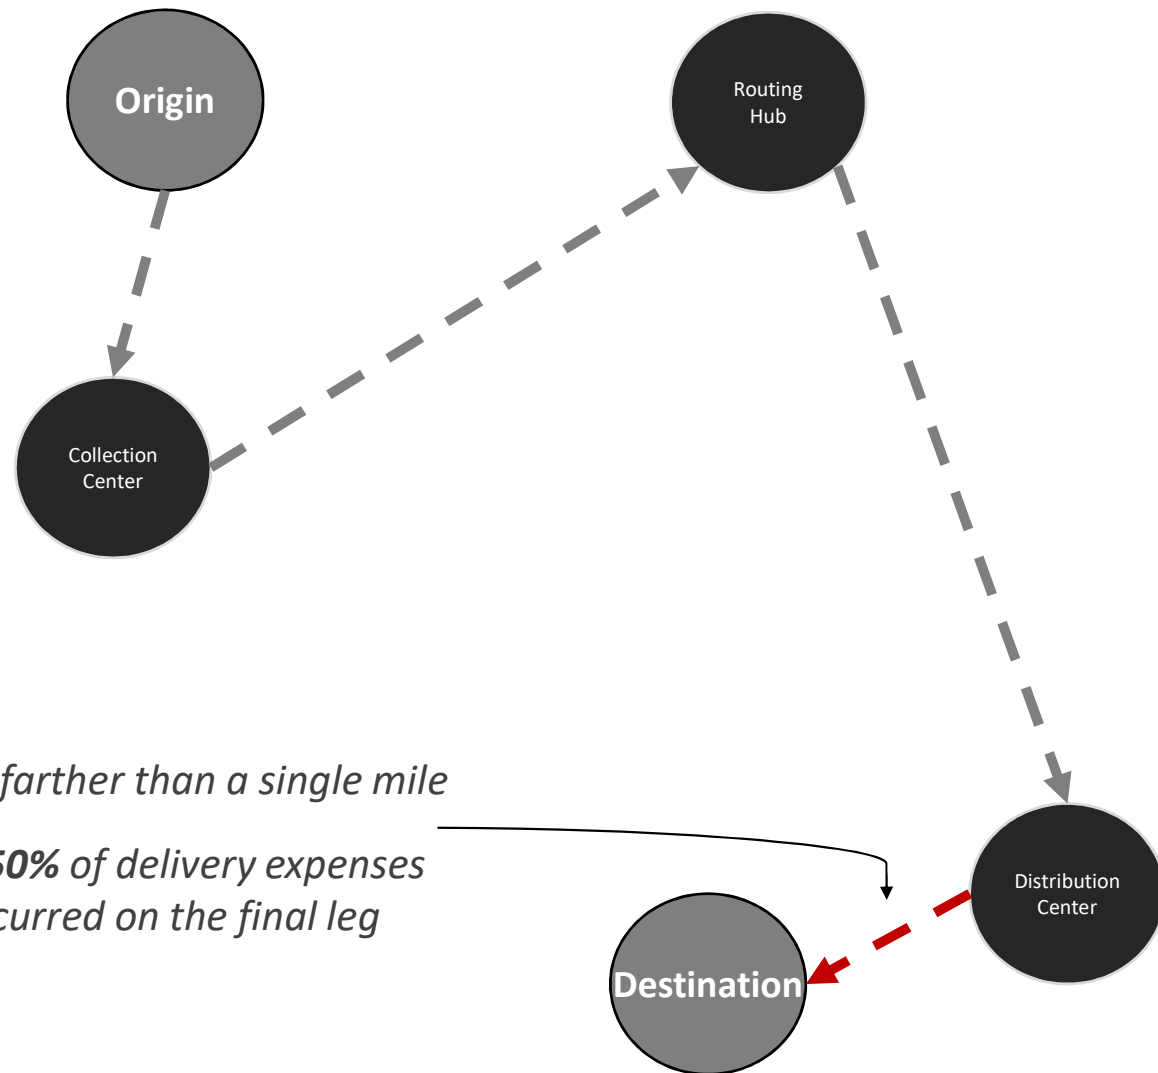 Origin
Routing
Hub
Collection
Center
farther than a single mile
50% of delivery expenses
curred on the final leg
Distribution
Center
Destination